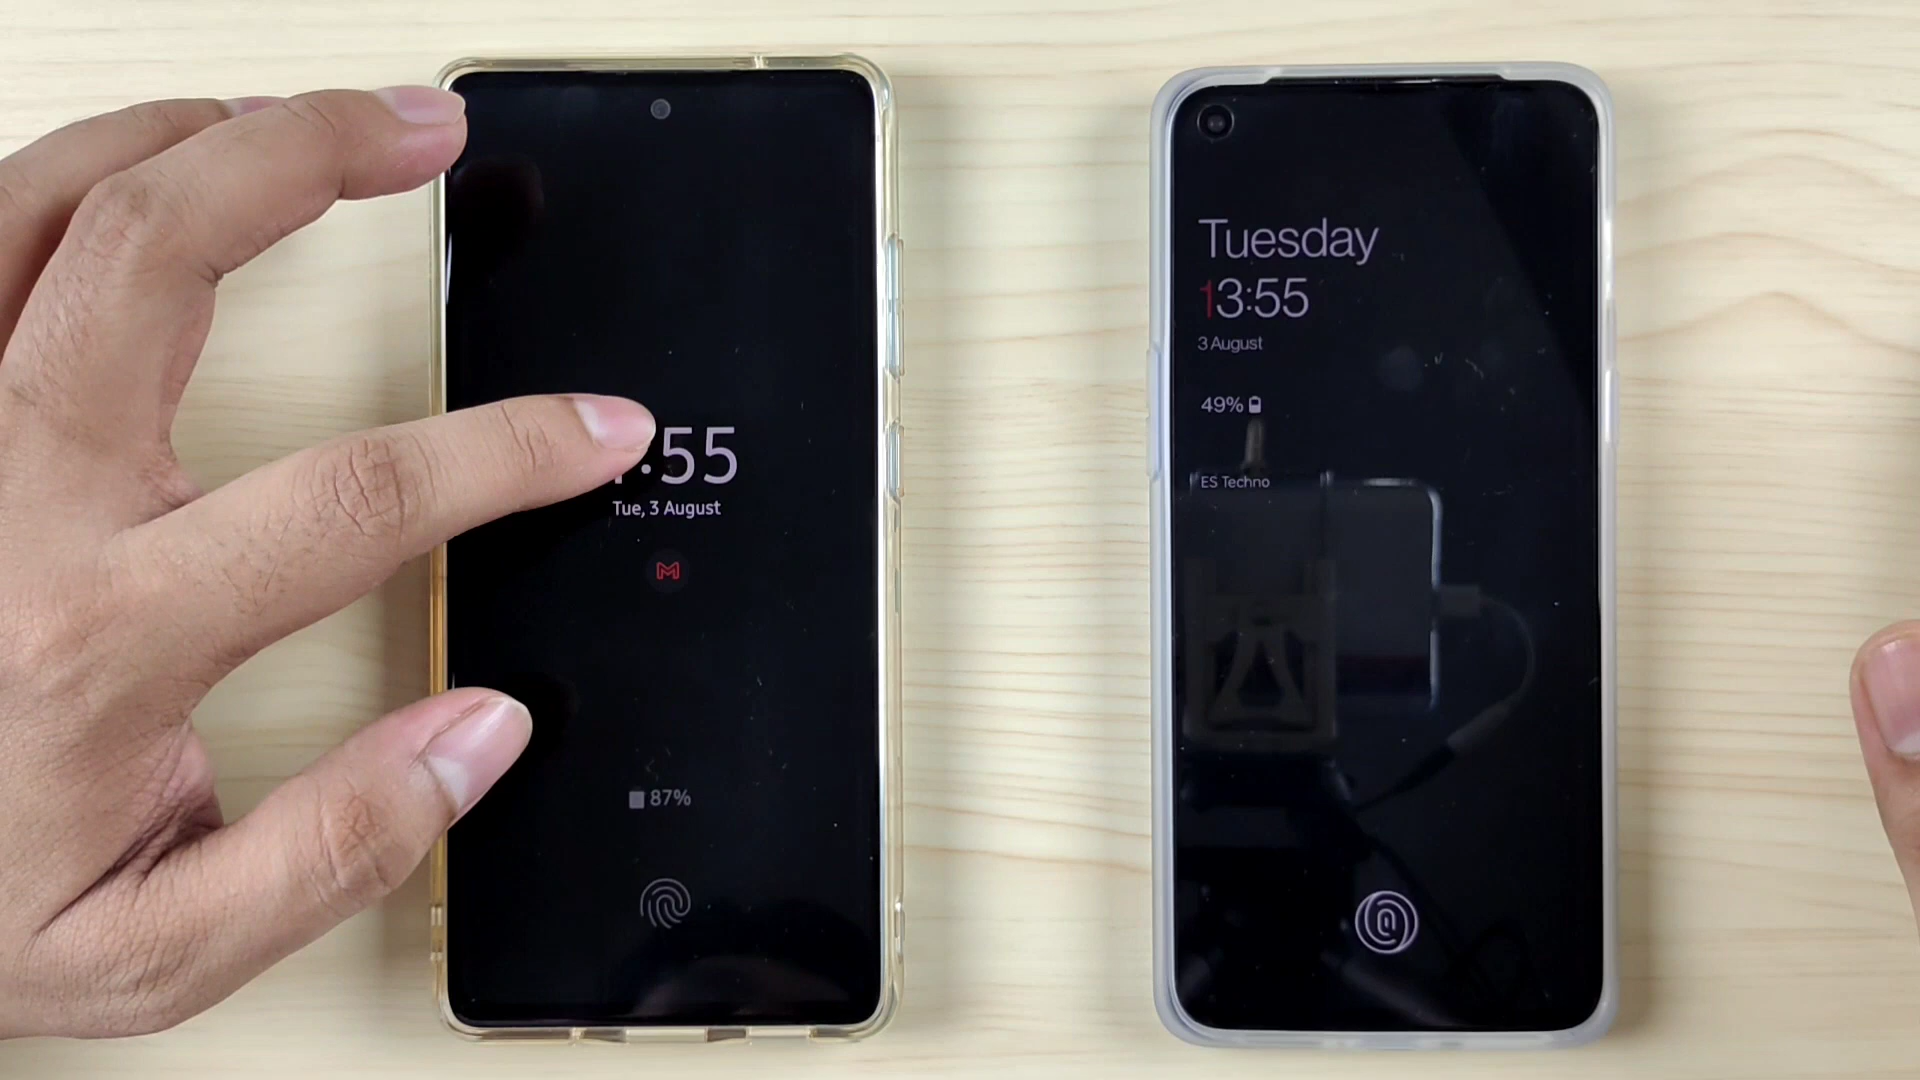 :55
Tue, 3 August
87%
Tuesday
13:55
3 August
49%
ES Techno